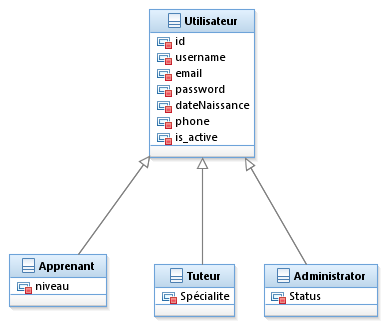 Utilisateur
id
username
email
password
dateNaissance
phone
is_active
Apprenant
niveau
Tuteur
Spécialite
Administrator
Status